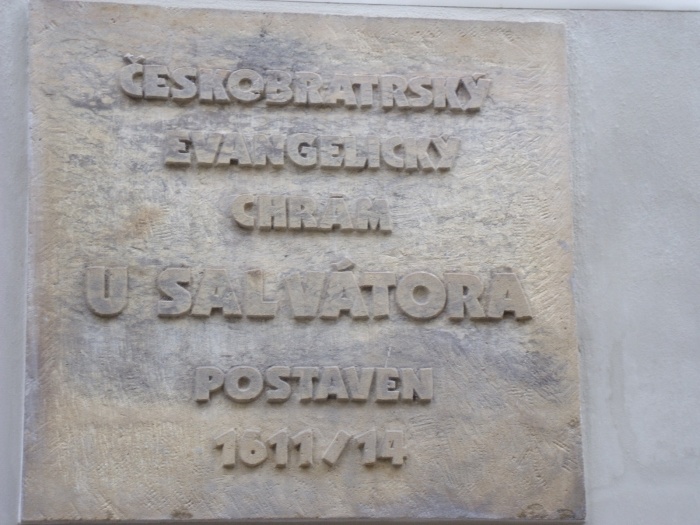 ČESKOBRATRSKÝ
EVANGELICKÝ
CHRÁM
U SALVÁTORA
POSTAVEN
1611/14